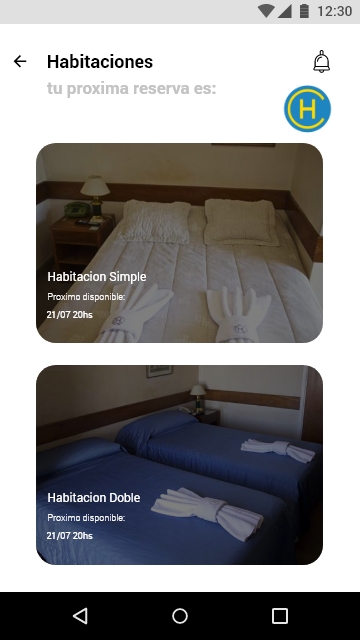 12:30
Habitaciones
tu proxima reserva es:
H
Habitacion Simple
Proximo disponible:
21/07 20hs
Habitacion Doble
Proximo disponible:
21/07 20hs